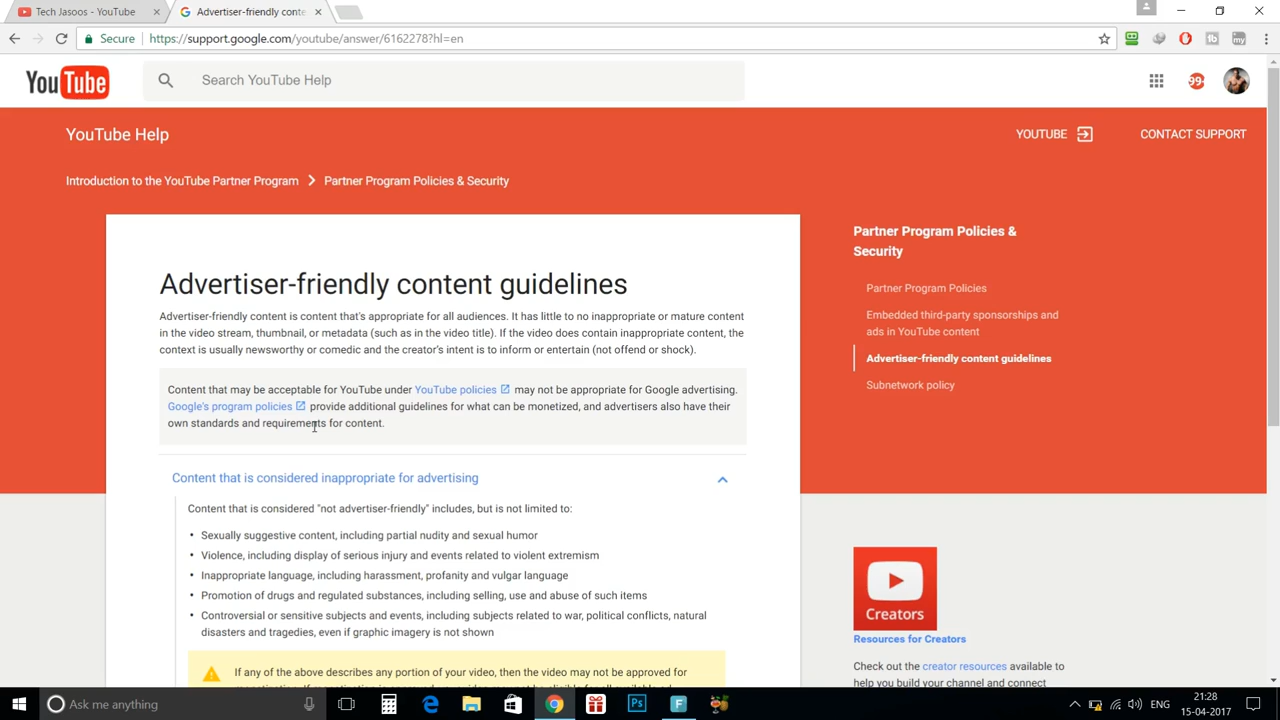 Tech Jasoos - YouTube
Advertiser-friendly conte
Secure
https://support.google.com/youtube/answer/6162278?hl=en
YouTube
Search YouTube Help
99+
YouTube Help
YOUTUBE
CONTACT SUPPORT
Introduction to the YouTube Partner Program
Partner Program Policies & Security
Advertiser-friendly content guidelines
Advertiser-friendly content is content that's appropriate for all audiences. It has little to no inappropriate or mature content
in the video stream, thumbnail, or metadata (such as in the video title). If the video does contain inappropriate content, the
context is usually newsworthy or comedic and the creator's intent is to inform or entertain (not offend or shock).
Content that may be acceptable for YouTube under YouTube policies may not be appropriate for Google advertising.
Google's program policies provide additional guidelines for what can be monetized, and advertisers also have their
own standards and requirements for content.
Content that is considered inappropriate for advertising
Content that is considered "not advertiser-friendly" includes, but is not limited to:
• Sexually suggestive content, including partial nudity and sexual humor
• Violence, including display of serious injury and events related to violent extremism
• Inappropriate language, including harassment, profanity and vulgar language
• Promotion of drugs and regulated substances, including selling, use and abuse of such items
• Controversial or sensitive subjects and events, including subjects related to war, political conflicts, natural
disasters and tragedies, even if graphic imagery is not shown
If any of the above describes any portion of your video, then the video may not be approved for
Partner Program Policies &
Security
Partner Program Policies
Embedded third-party sponsorships and
ads in YouTube content
Advertiser-friendly content guidelines
Subnetwork policy
Creators
Resources for Creators
Check out the creator resources available to
help you build your channel and connect
Ask me anything
Ps
F
ENG
21:28
15-04-2017